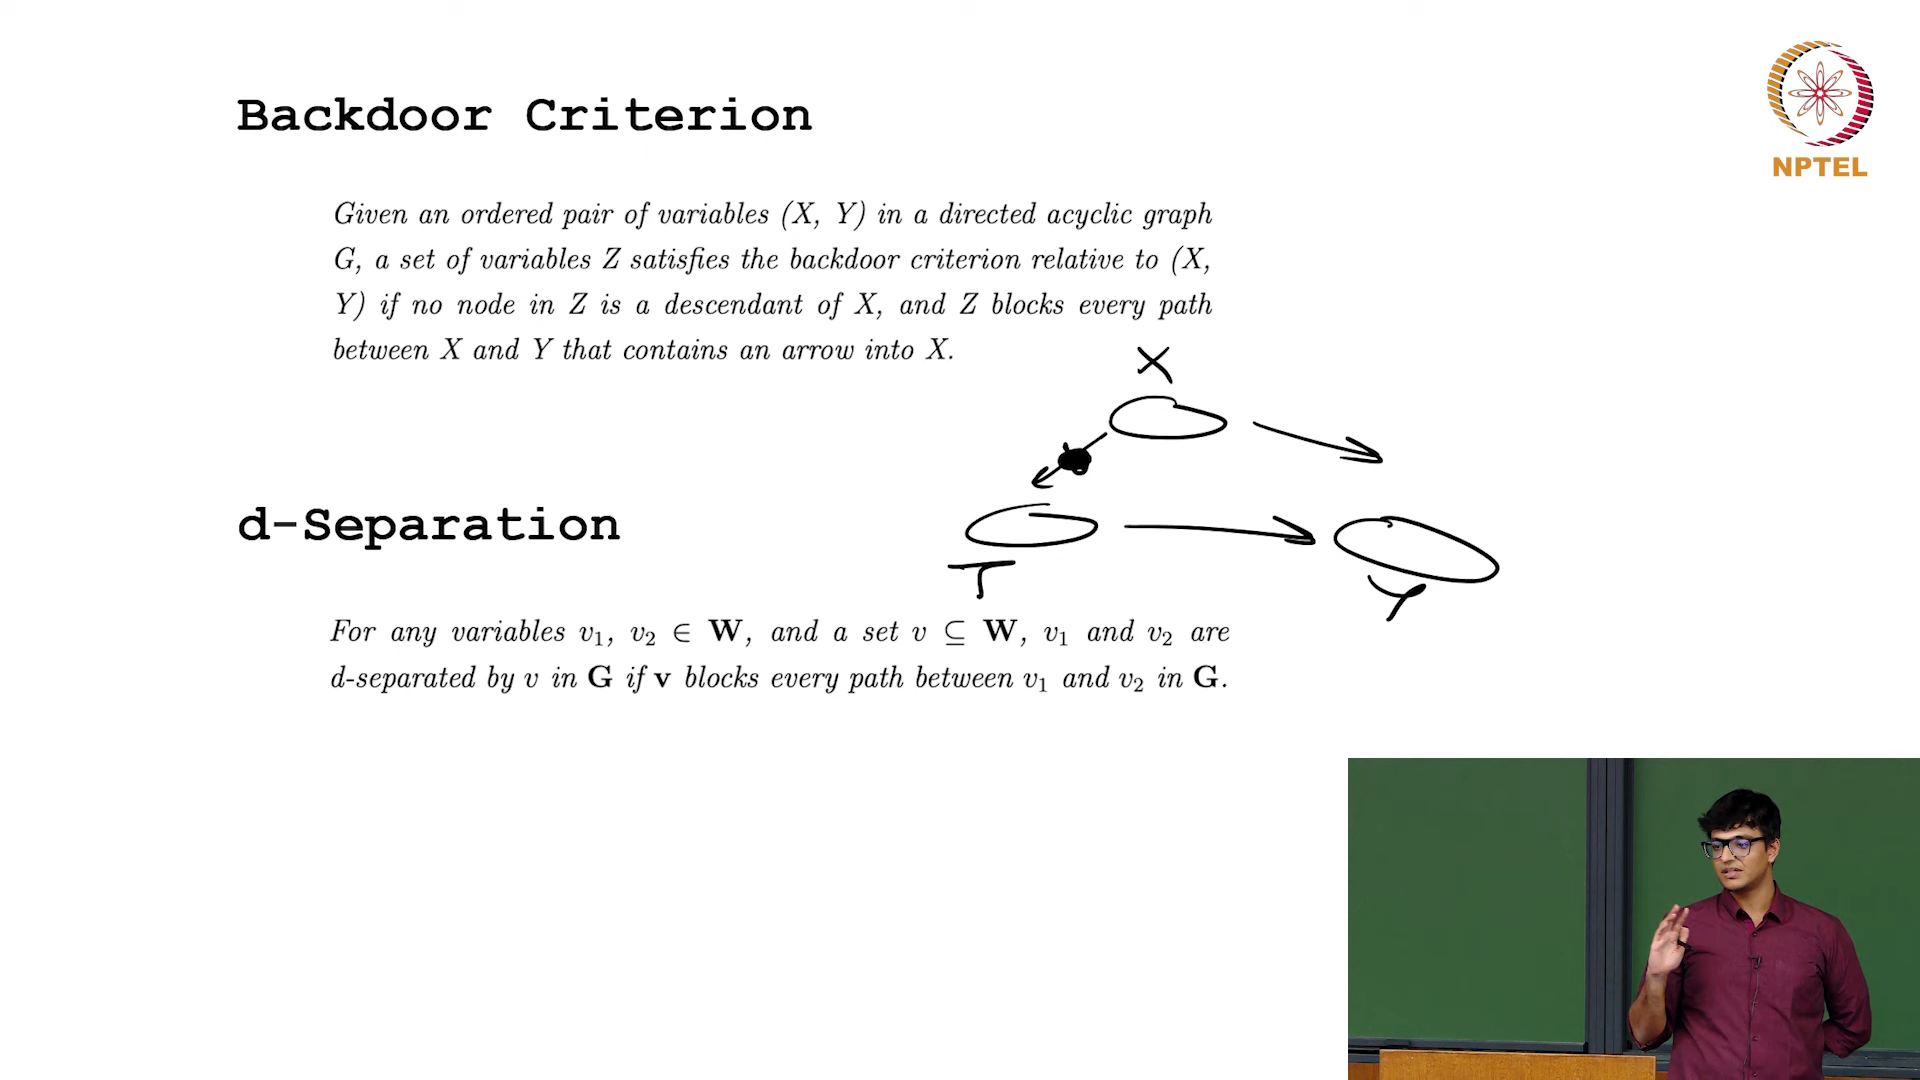 NPTEL
Backdoor Criterion
Given an ordered pair of variables (X, Y) in a directed acyclic graph
G, a set of variables Z satisfies the backdoor criterion relative to (X,
Y) if no node in Z is a descendant of X, and Z blocks every path
between X and Y that contains an arrow into X.
X
d-Separation
T
Y
For any variables v₁, v₂ ∈ W, and a set v ⊆ W, v₁ and v₂ are
d-separated by v in G if v blocks every path between v₁ and v₂ in G.